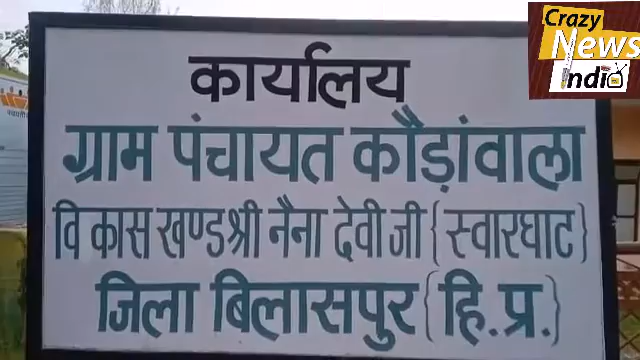 Crazy
News
India
कार्यालय
ग्राम पंचायत कौंड़ांवाला
वि कास खण्ड श्री नैना देवी जी {स्वारघाट}
जिला बिलासपुर {हि.प्र.}